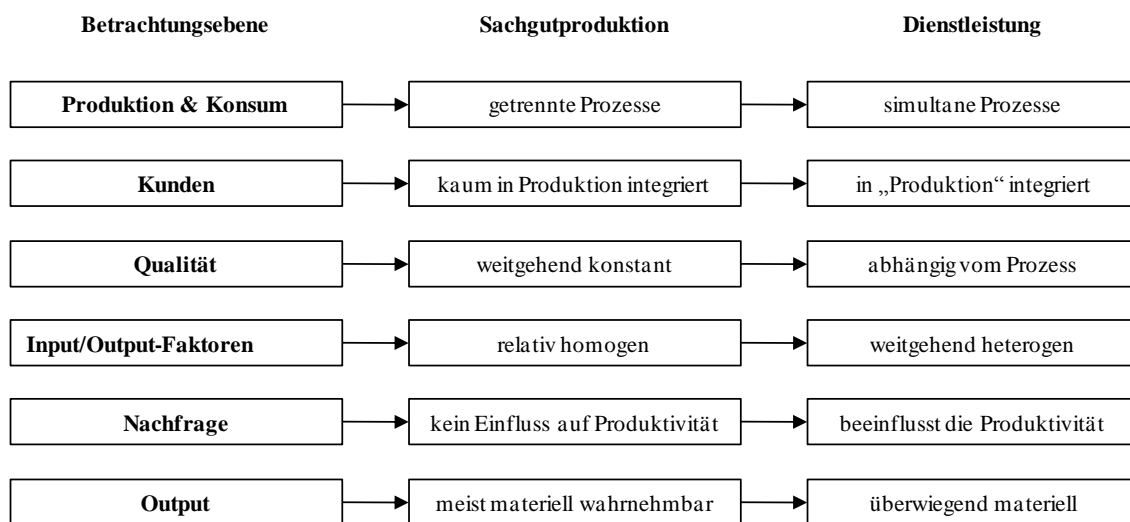 Betrachtungsebene Sachgutproduktion Dienstleistung
Produktion & Konsum getrennte Prozesse simultane Prozesse
Kunden kaum in Produktion integriert in „Produktion“ integriert
Qualität weitgehend konstant abhängig vom Prozess
Input/Output-Faktoren relativ homogen weitgehend heterogen
Nachfrage kein Einfluss auf Produktivität beeinflusst die Produktivität
Output meist materiell wahrnehmbar überwiegend materiell